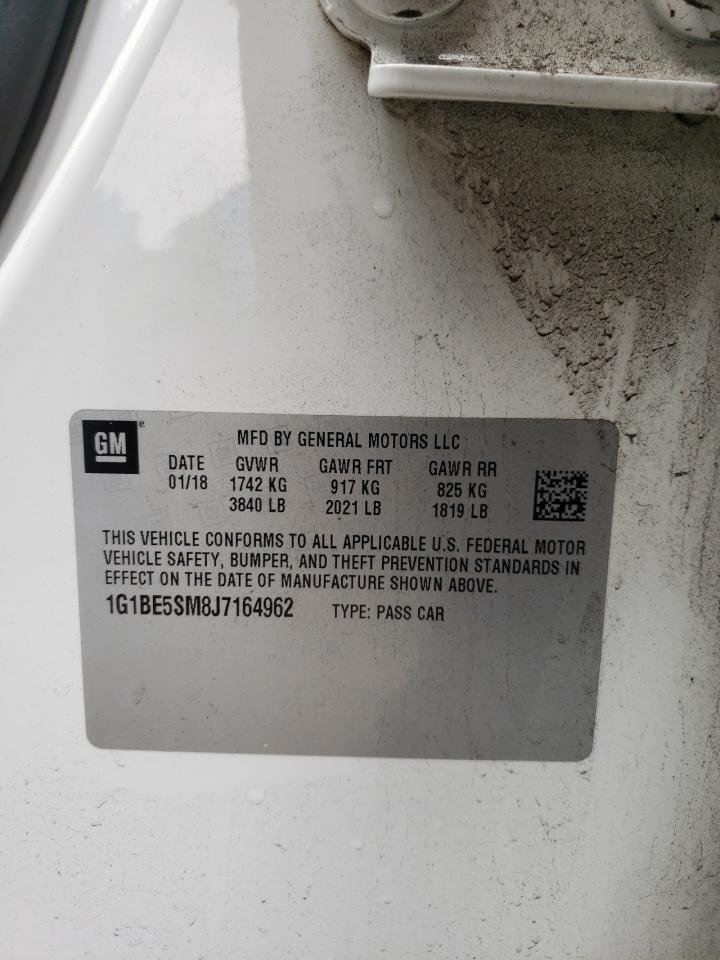 GM®
MFD BY GENERAL MOTORS LLC
DATE GVWR GAWR FRT GAWR RR
01/18 1742 KG 917 KG 825 KG
3840 LB 2021 LB 1819 LB
THIS VEHICLE CONFORMS TO ALL APPLICABLE U.S. FEDERAL MOTOR
VEHICLE SAFETY, BUMPER, AND THEFT PREVENTION STANDARDS IN
EFFECT ON THE DATE OF MANUFACTURE SHOWN ABOVE.
1G1BE5SM8J7164962 TYPE: PASS CAR